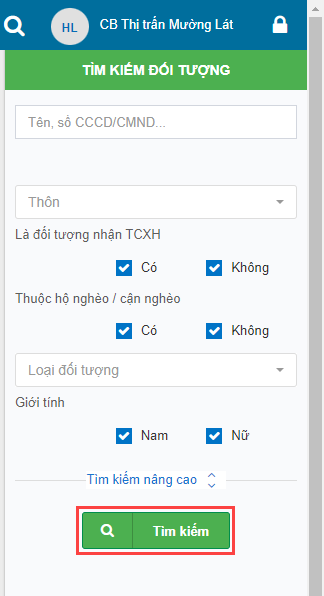 HL CB Thị trấn Mường Lát
TÌM KIẾM ĐỐI TƯỢNG
Tên, số CCCD/CMND...
Thôn
Là đối tượng nhận TCXH
Có Không
Thuộc hộ nghèo / cận nghèo
Có Không
Loại đối tượng
Giới tính
Nam Nữ
Tìm kiếm nâng cao
Tìm kiếm